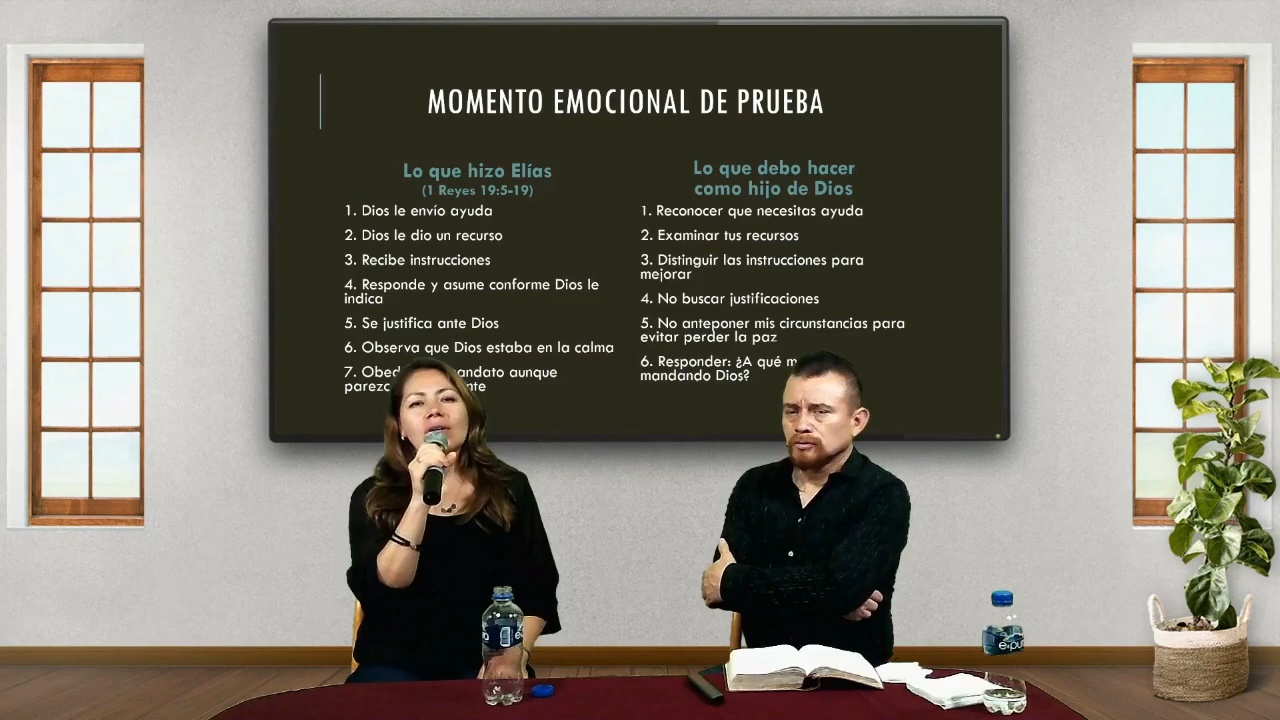 MOMENTO EMOCIONAL DE PRUEBA
Lo que hizo Elías
(1 Reyes 19:5-19)
1. Dios le envío ayuda
2. Dios le dio un recurso
3. Recibe instrucciones
4. Responde y asume conforme Dios le
indica
5. Se justifica ante Dios
6. Observa que Dios estaba en la calma
7. aunque
Lo que debo hacer
como hijo de Dios
1. Reconocer que necesitas ayuda
2. Examinar tus recursos
3. Distinguir las instrucciones para
mejorar
4. No buscar justificaciones
5. No anteponer mis circunstancias para
evitar perder la paz
6. Responder: ¿A qué
mandando Dios?